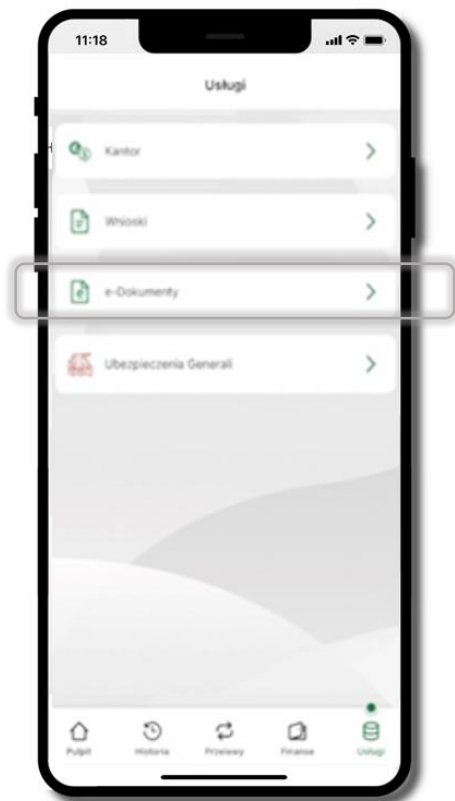 11:18
Usługi
Kantor
Wnioski
e-Dokumenty
Ubezpieczenia Generali
Pulpit
Historia
Przelewy
Finanse
Usługi